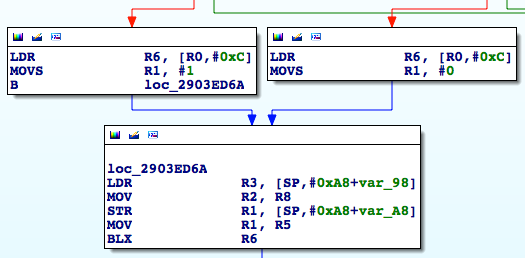 LDR R6, [R0,#0xC]
MOVS R1, #1
B loc_2903ED6A
LDR R6, [R0,#0xC]
MOVS R1, #0
loc_2903ED6A
LDR R3, [SP,#0xA8+var_98]
MOV R2, R8
STR R1, [SP,#0xA8+var_A8]
MOV R1, R5
BLX R6